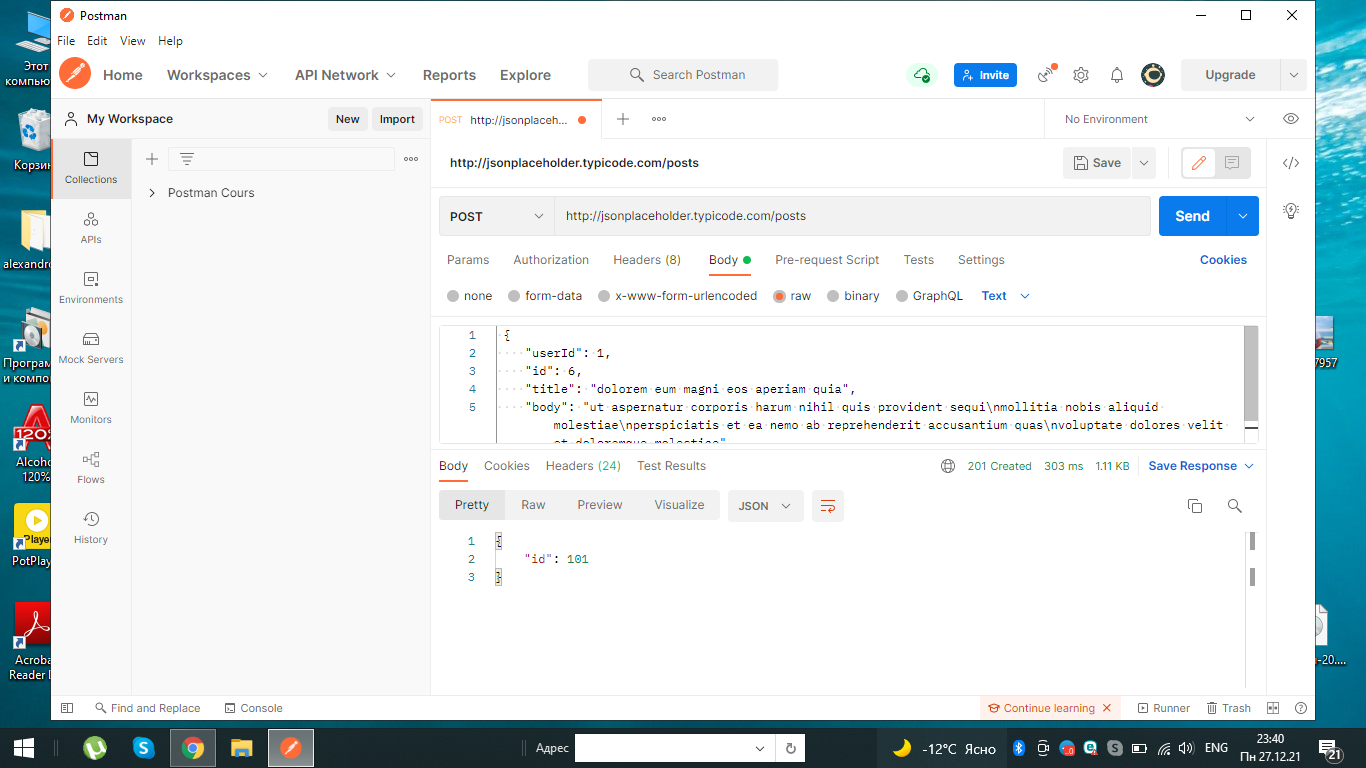 Postman
File Edit View Help
Home Workspaces API Network Reports Explore Search Postman Invite Upgrade
My Workspace New Import POST http://jsonplaceh... No Environment
http://jsonplaceholder.typicode.com/posts Save
Collections
Postman Cours
POST http://jsonplaceholder.typicode.com/posts Send
APIs
Params Authorization Headers (8) Body Pre-request Script Tests Settings Cookies
Environments
none form-data x-www-form-urlencoded raw binary GraphQL Text
Mock Servers
1 {
2 "userId": 1,
3 "id": 6,
4 "title": "dolorem eum magni eos aperiam quia",
5 "body": "ut aspernatur corporis harum nihil quis provident sequi\nmollitia nobis aliquid
molestiae\nperspiciatis et ea nemo ab reprehenderit accusantium quas\nvoluptate dolores velit
et doloremque molestiae"
Monitors
Body Cookies Headers (24) Test Results 201 Created 303 ms 1.11 KB Save Response
Flows
Pretty Raw Preview Visualize JSON
History
1 {
2 "id": 101
3 }
Find and Replace Console Continue learning Runner Trash
Этот
компью
Корзин
alexandro
Програм
и компо
120%
Alcoho
120%
Player
PotPlay
Acroba
Reader D
7957
-20....
Адрес -12°C Ясно ENG 23:40
Пн 27.12.21 21